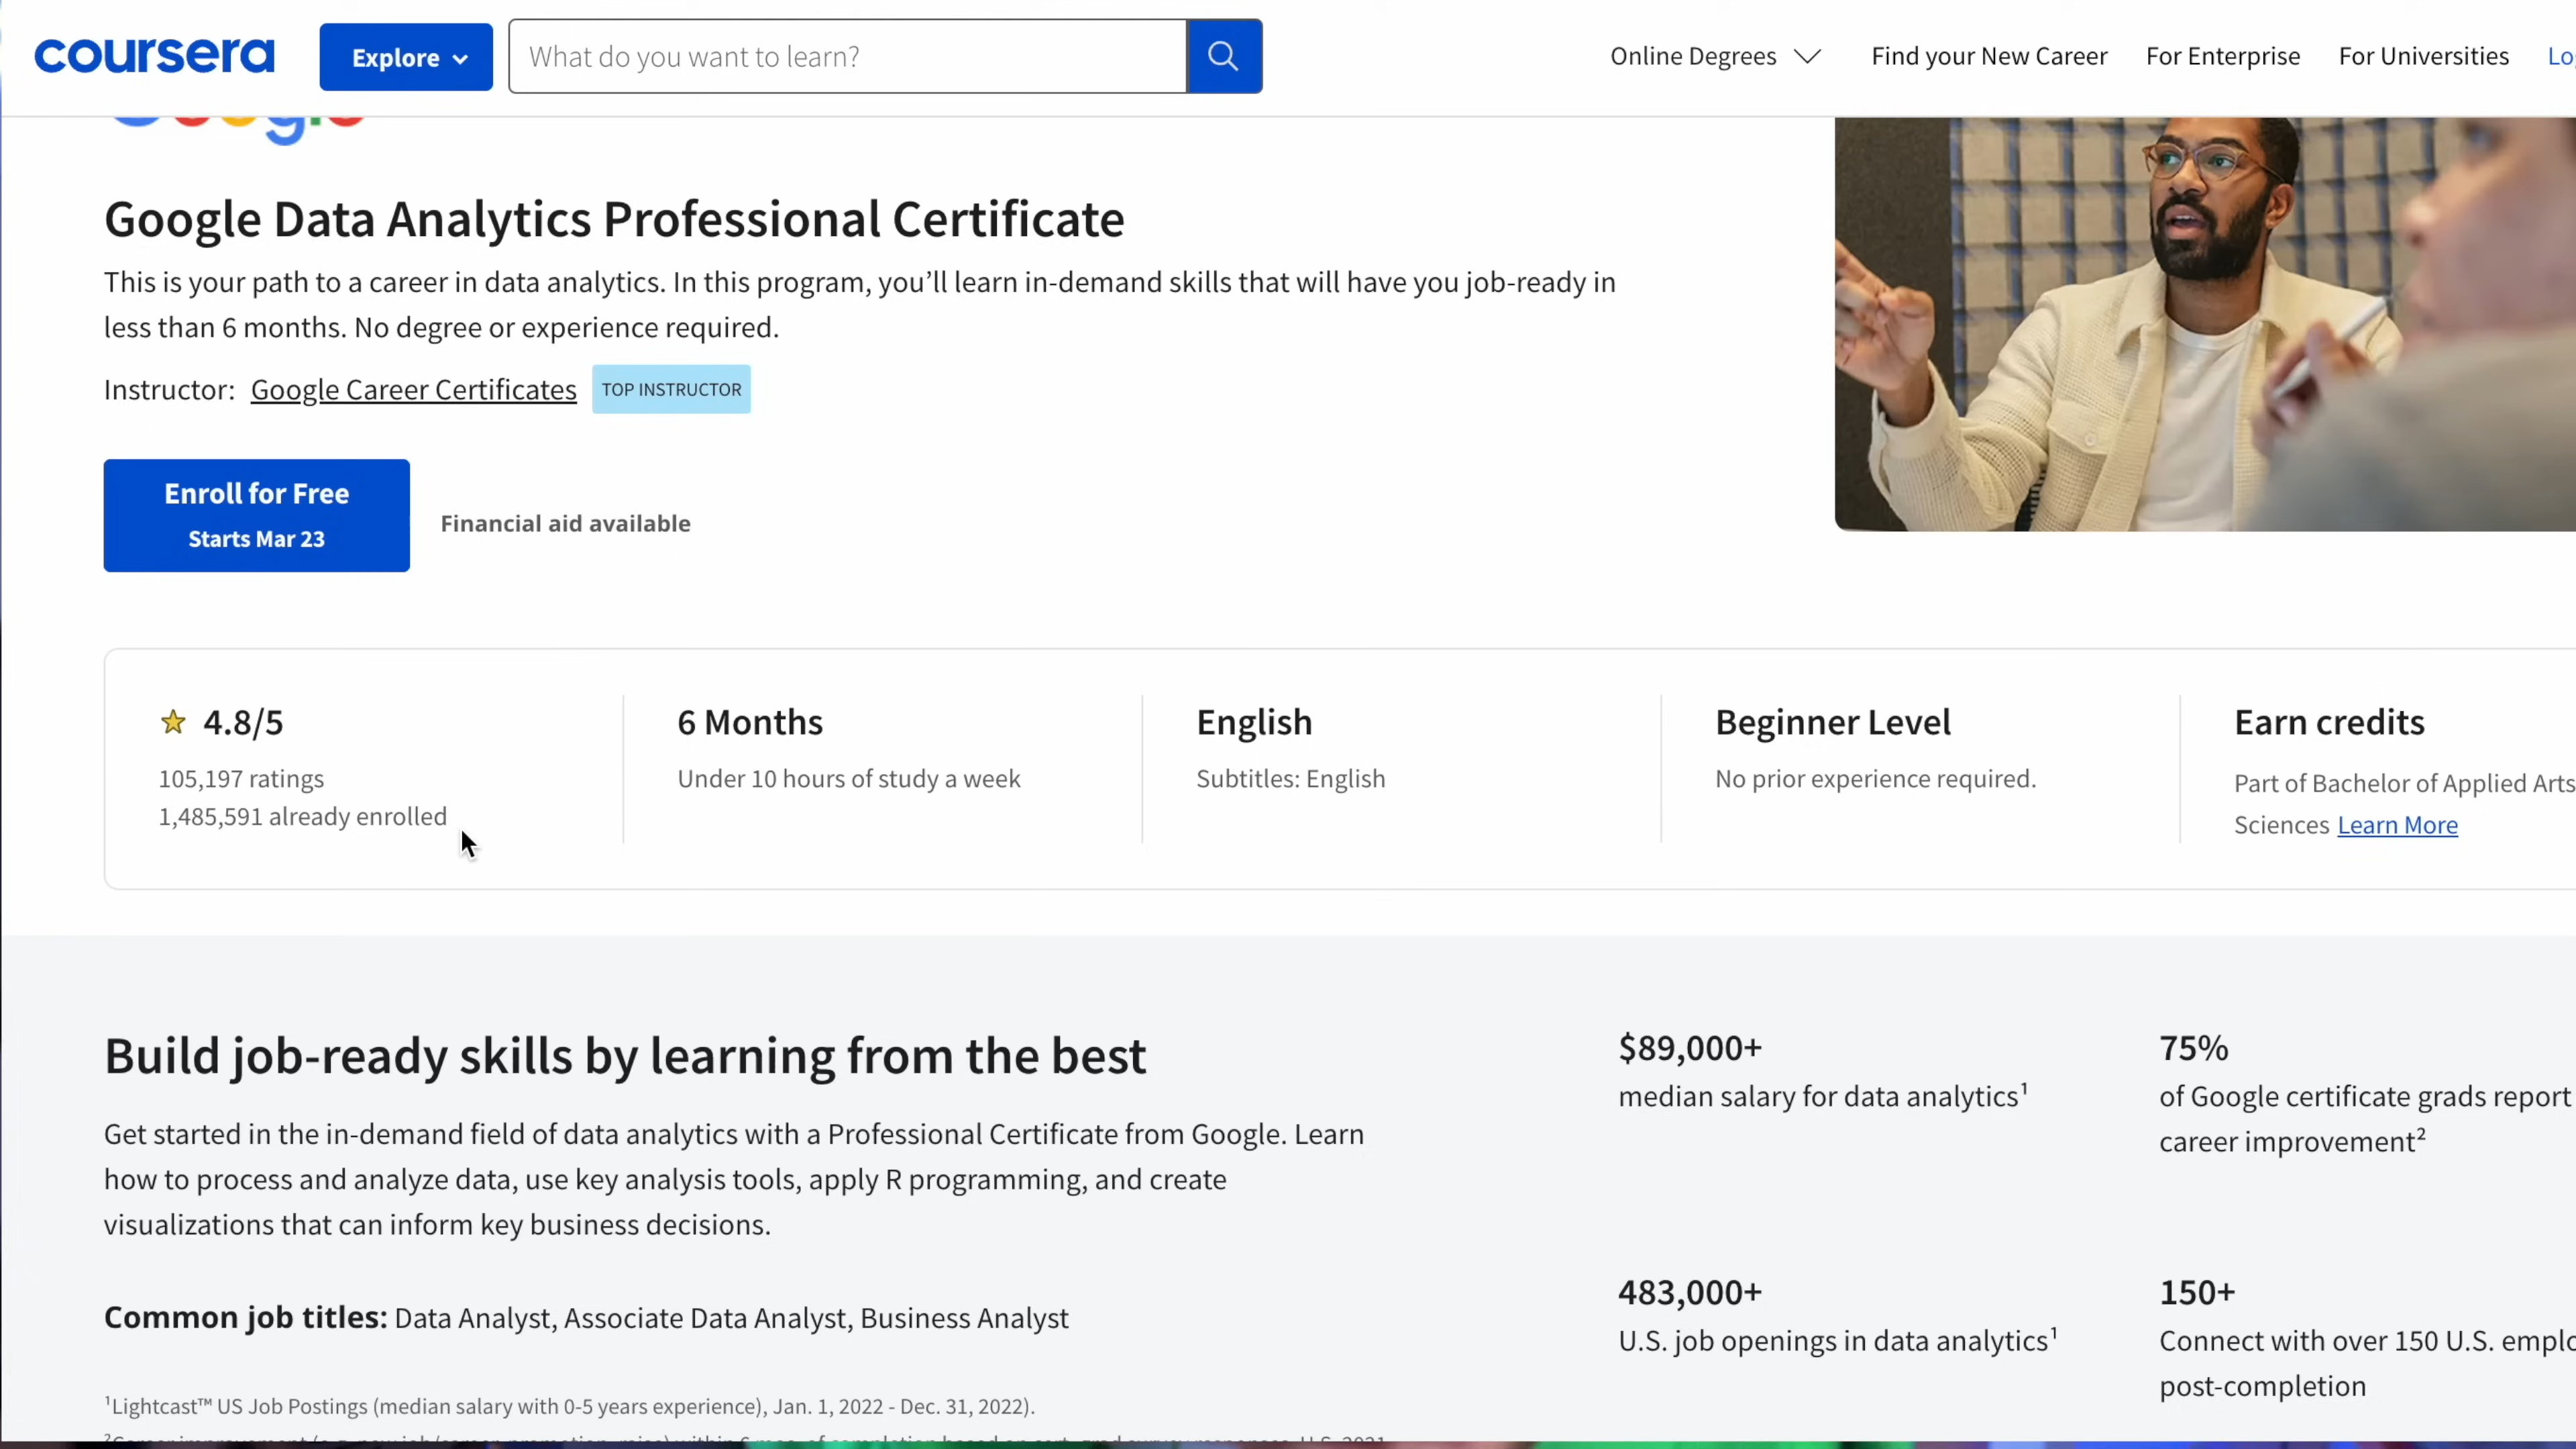 coursera
Explore
What do you want to learn?
Online Degrees
Find your New Career
For Enterprise
For Universities
Google
Google Data Analytics Professional Certificate
This is your path to a career in data analytics. In this program, you'll learn in-demand skills that will have you job-ready in
less than 6 months. No degree or experience required.
Instructor: Google Career Certificates TOP INSTRUCTOR
Enroll for Free
Starts Mar 23
Financial aid available
4.8/5
105,197 ratings
1,485,591 already enrolled
6 Months
Under 10 hours of study a week
English
Subtitles: English
Beginner Level
No prior experience required.
Earn credits
Part of Bachelor of Applied Arts
Sciences Learn More
Build job-ready skills by learning from the best
Get started in the in-demand field of data analytics with a Professional Certificate from Google. Learn
how to process and analyze data, use key analysis tools, apply R programming, and create
visualizations that can inform key business decisions.
Common job titles: Data Analyst, Associate Data Analyst, Business Analyst
¹Lightcast™ US Job Postings (median salary with 0-5 years experience), Jan. 1, 2022 - Dec. 31, 2022).
$89,000+
median salary for data analytics¹
75%
of Google certificate grads report
career improvement²
483,000+
U.S. job openings in data analytics¹
150+
Connect with over 150 U.S.
post-completion